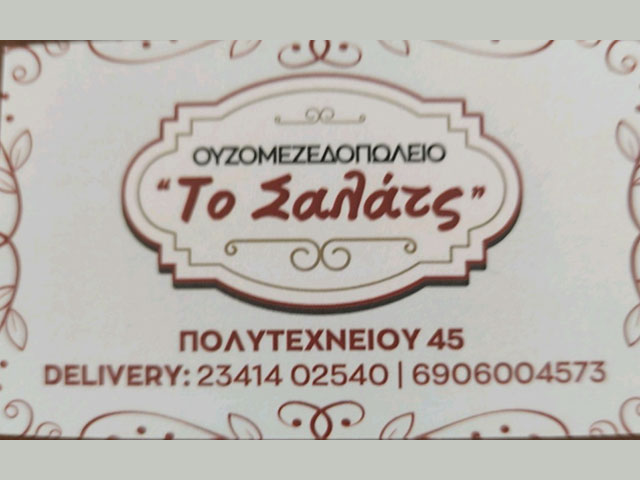 ΟΥΖΟΜΕΖΕΔΟΠΩΛΕΙΟ
“Το Σαλάτς”
ΠΟΛΥΤΕΧΝΕΙΟΥ 45
DELIVERY: 23414 02540 | 6906004573